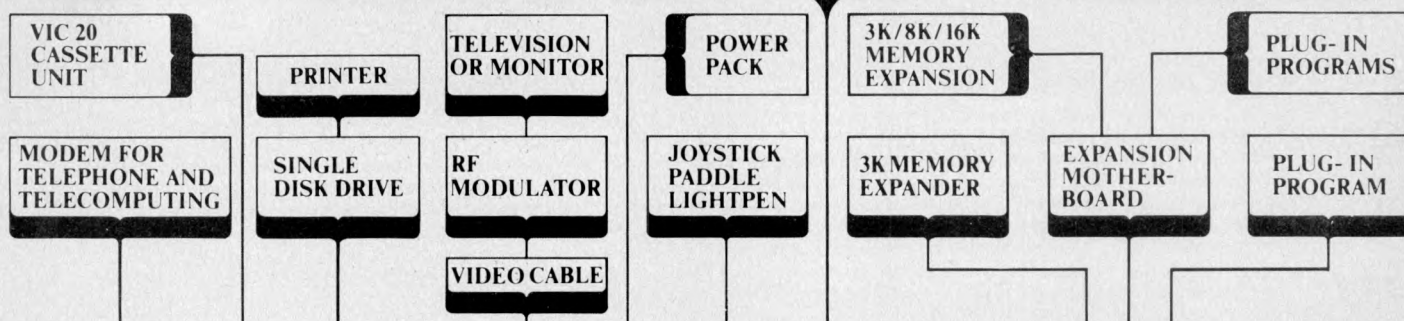 VIC 20
CASSETTE
UNIT
PRINTER
TELEVISION
OR MONITOR
POWER
PACK
3K/8K/16K
MEMORY
EXPANSION
PLUG- IN
PROGRAMS
MODEM FOR
TELEPHONE AND
TELECOMPUTING
SINGLE
DISK DRIVE
RF
MODULATOR
JOYSTICK
PADDLE
LIGHTPEN
3K MEMORY
EXPANDER
EXPANSION
MOTHER-
BOARD
PLUG- IN
PROGRAM
VIDEO CABLE